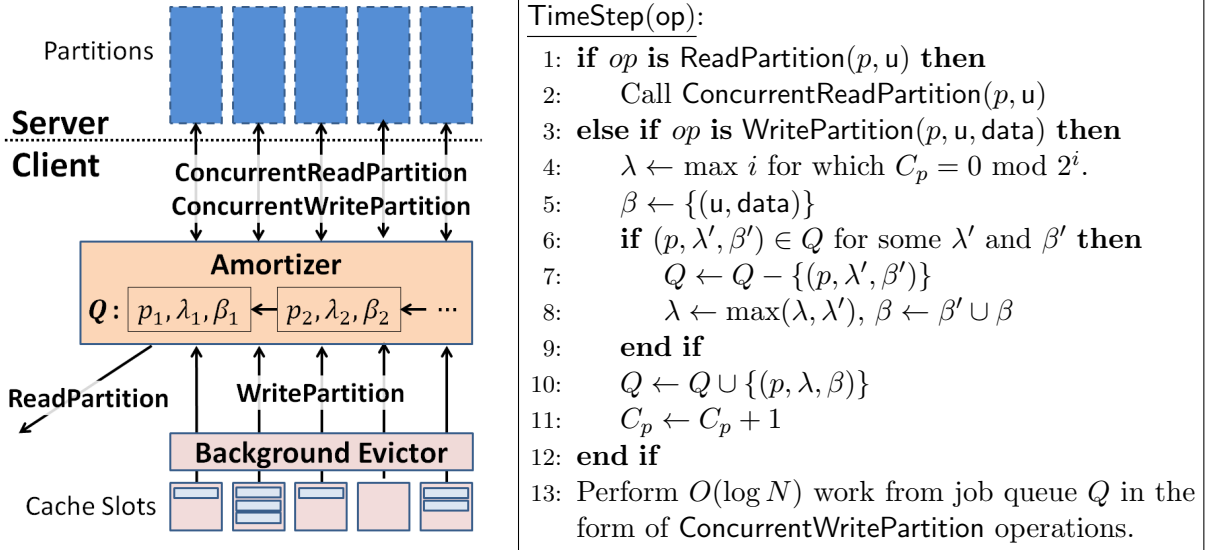 Partitions
Server
Client
ConcurrentReadPartition
ConcurrentWritePartition
Amortizer
Q: p₁, λ₁, β₁ p₂, λ₂, β₂ ...
ReadPartition
WritePartition
Background Evictor
Cache Slots
TimeStep(op):
1: if op is ReadPartition(p, u) then
2: Call ConcurrentReadPartition(p, u)
3: else if op is WritePartition(p, u, data) then
4: λ ← max i for which Cₚ = 0 mod 2ⁱ.
5: β ← {(u, data)}
6: if (p, λ′, β′) ∈ Q for some λ′ and β′ then
7: Q ← Q − {(p, λ′, β′)}
8: λ ← max(λ, λ′), β ← β′ ∪ β
9: end if
10: Q ← Q ∪ {(p, λ, β)}
11: Cₚ ← Cₚ + 1
12: end if
13: Perform O(log N) work from job queue Q in the
form of ConcurrentWritePartition operations.